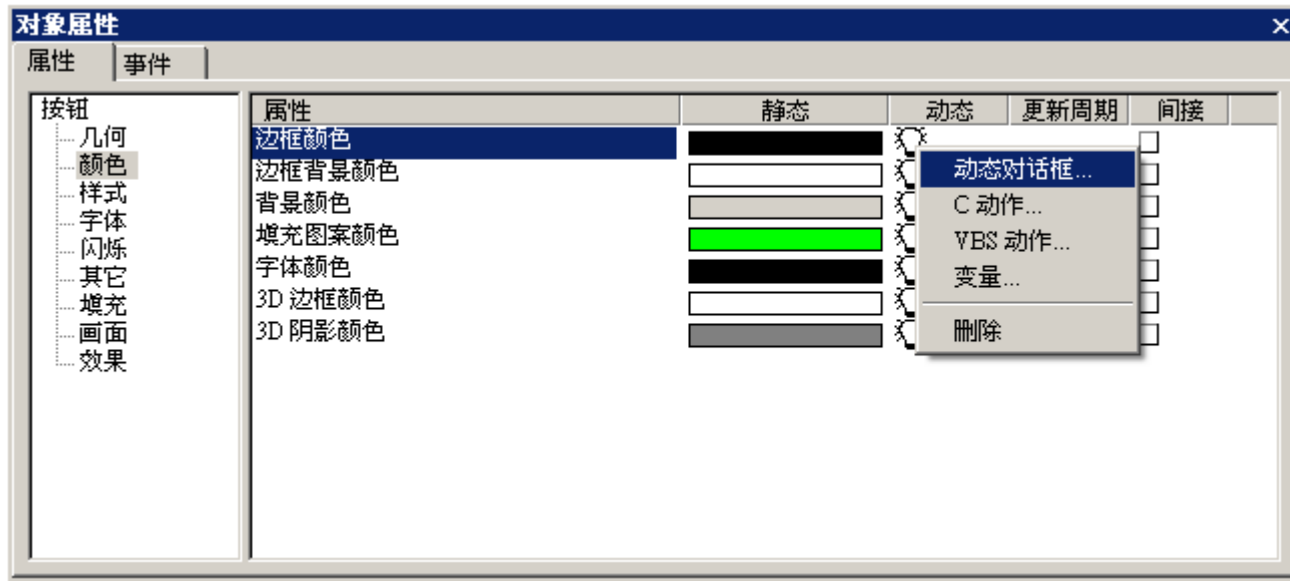 对象属性
属性 事件
按钮
几何
颜色
样式
字体
闪烁
其它
填充
画面
效果
属性 静态 动态 更新周期 间接
边框颜色
边框背景颜色
背景颜色
填充图案颜色
字体颜色
3D 边框颜色
3D 阴影颜色
动态对话框...
C 动作...
VBS 动作...
变量...
删除